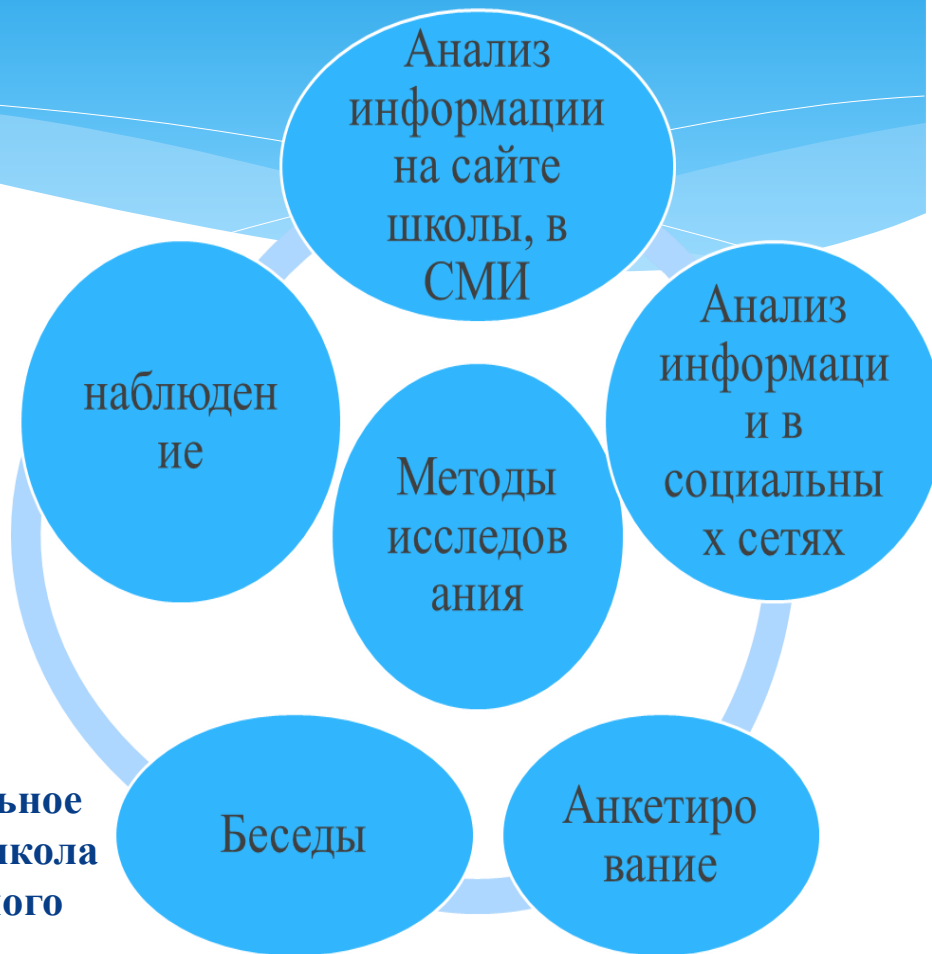 Анализ
информации
на сайте
школы, в
СМИ
Анализ
информаци
и в
социальны
х сетях
наблюден
ие
Методы
исследов
ания
Анкетиро
вание
Беседы